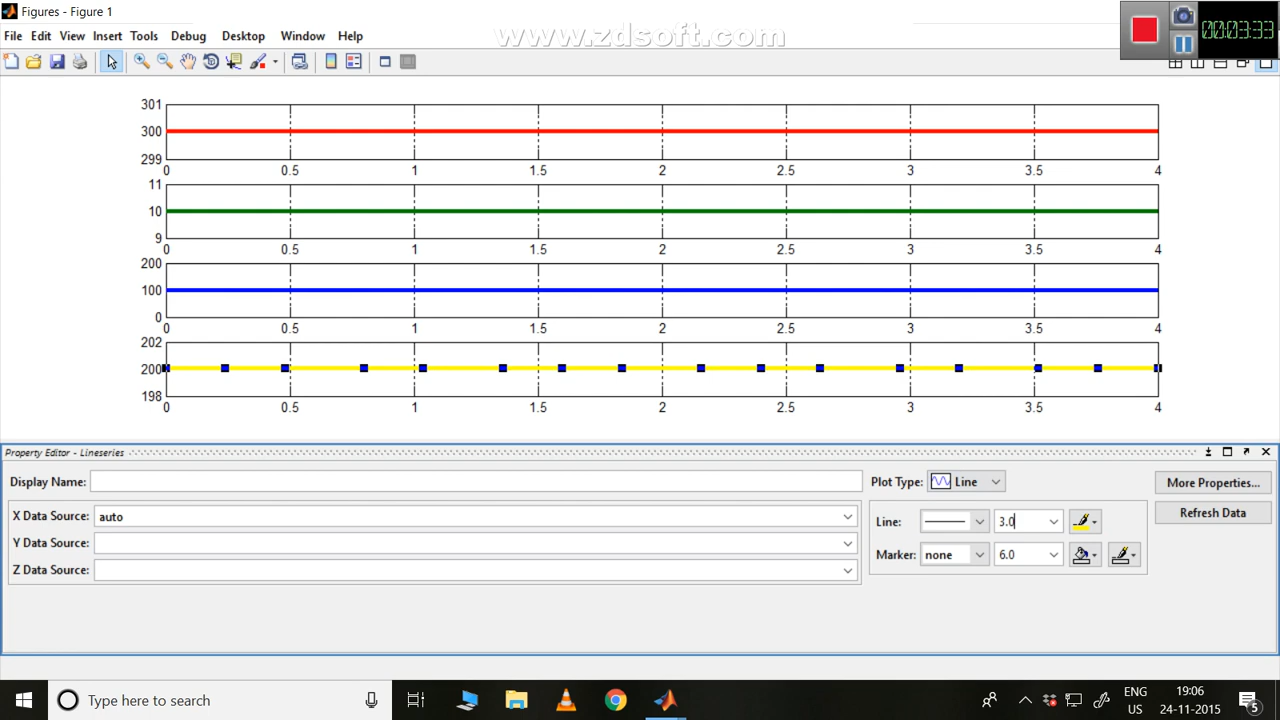 Figures - Figure 1
File Edit View Insert Tools Debug Desktop Window Help
www.zdsoft.com
00:03:33
301
300
299
0 0.5 1 1.5 2 2.5 3 3.5 4
11
10
9
0 0.5 1 1.5 2 2.5 3 3.5 4
200
100
0
0 0.5 1 1.5 2 2.5 3 3.5 4
202
200
198
0 0.5 1 1.5 2 2.5 3 3.5 4
Property Editor - Lineseries
Display Name:
Plot Type: Line
More Properties...
X Data Source: auto
Y Data Source:
Z Data Source:
Line: 3.0
Marker: none 6.0
Refresh Data
Type here to search
ENG
US
19:06
24-11-2015
5